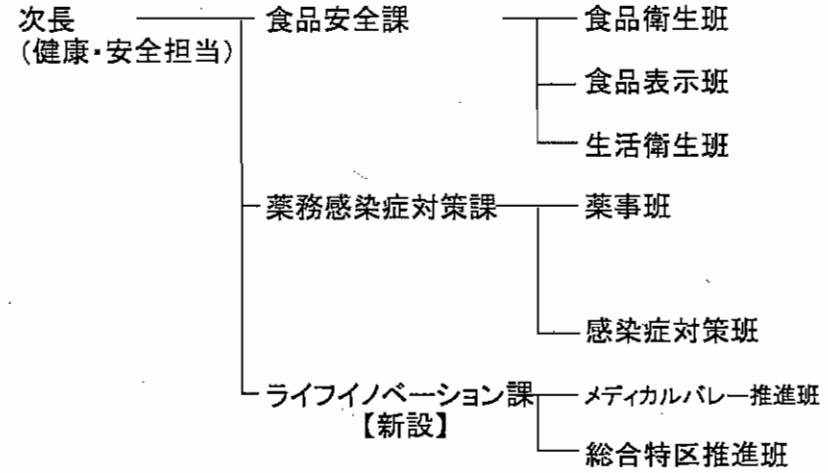 次長
(健康・安全担当)
食品安全課
食品衛生班
食品表示班
生活衛生班
薬務感染症対策課
薬事班
感染症対策班
ライフイノベーション課
【新設】
メディカルバレー推進班
総合特区推進班